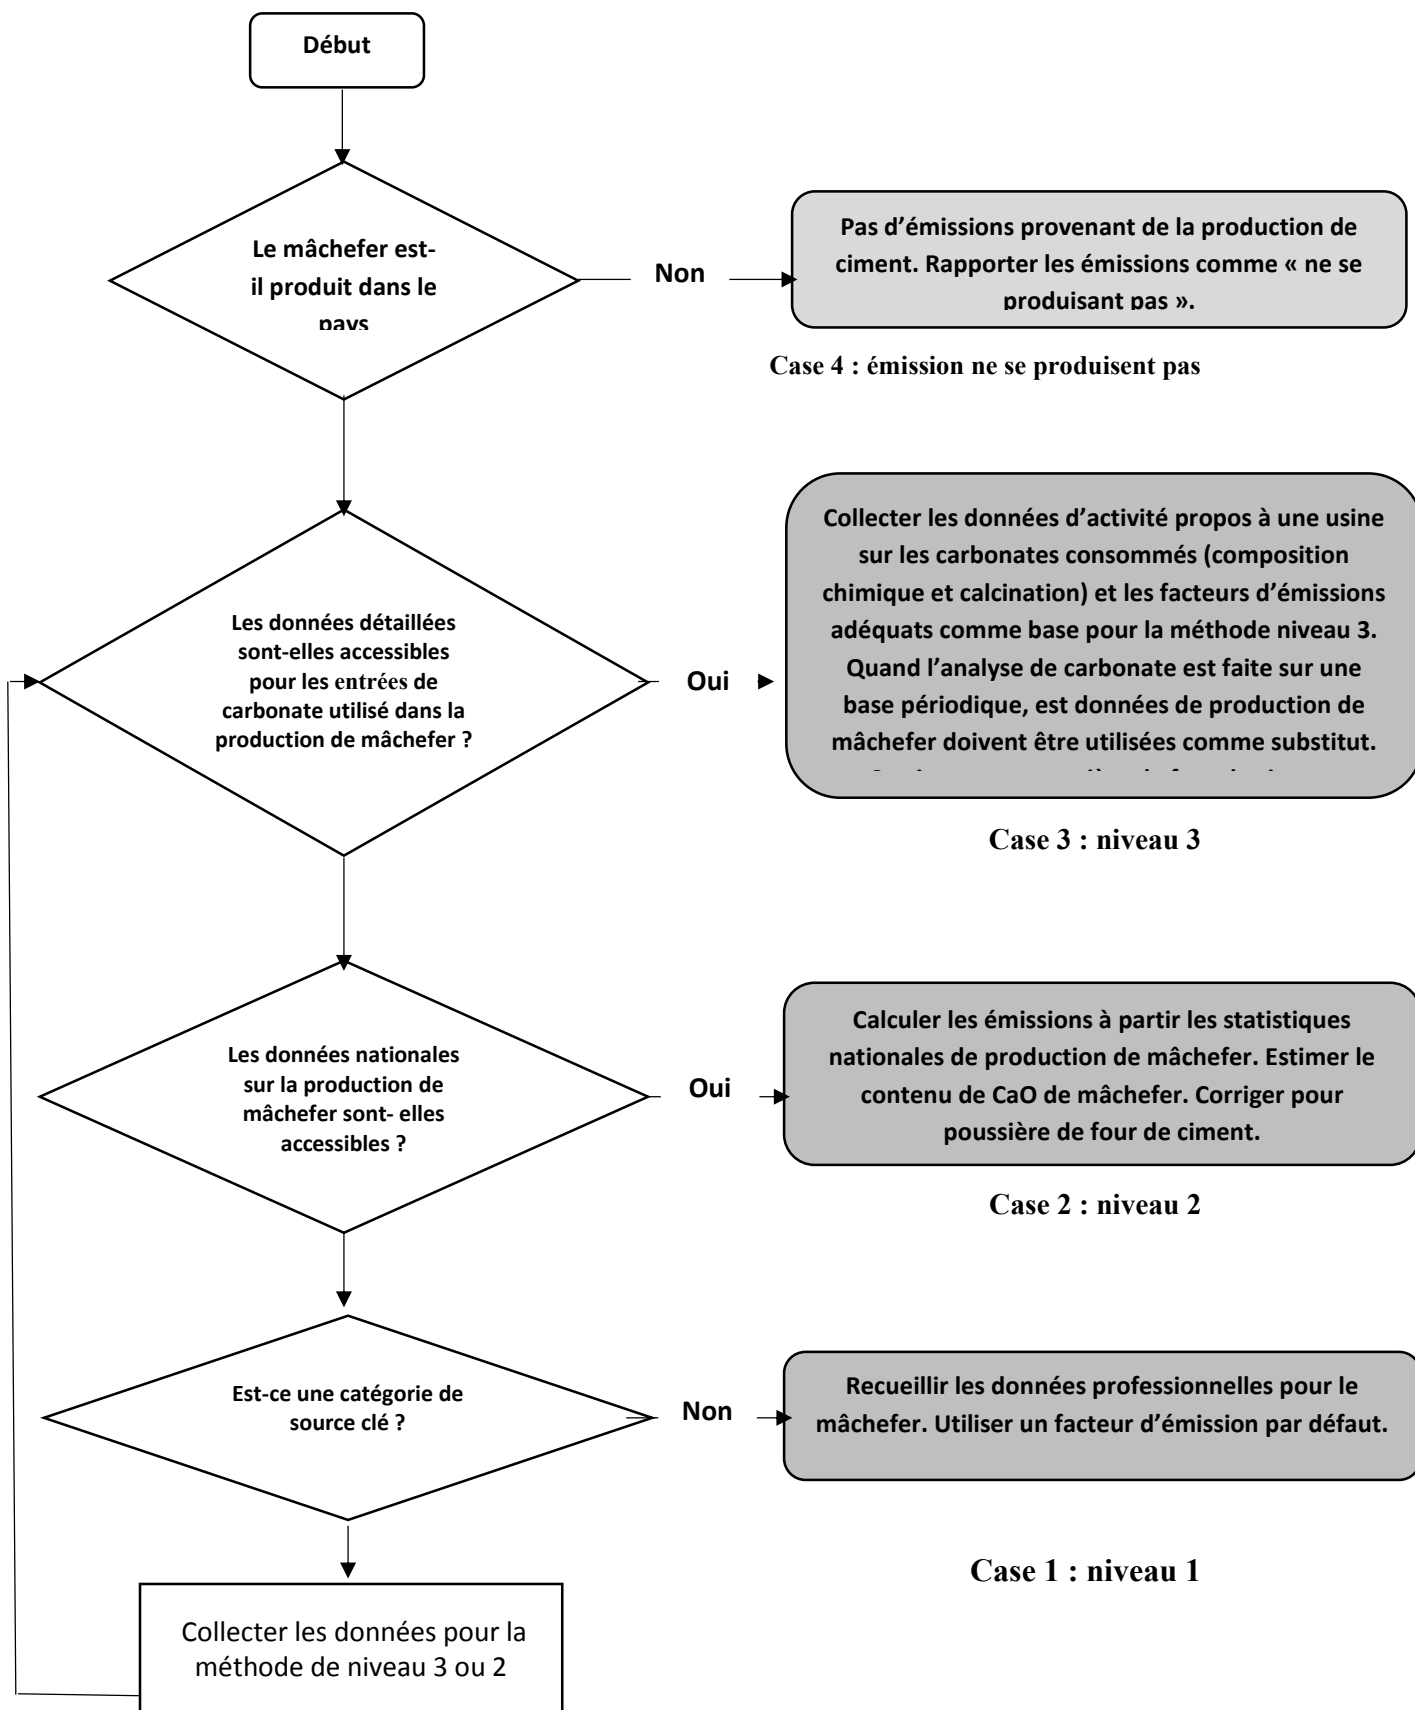 Début
Le mâchefer est-
il produit dans le
pays
Non
Pas d’émissions provenant de la production de
ciment. Rapporter les émissions comme « ne se
produisant pas ».
Case 4 : émission ne se produisent pas
Les données détaillées
sont-elles accessibles
pour les entrées de
carbonate utilisé dans la
production de mâchefer ?
Oui
Collecter les données d’activité propos à une usine
sur les carbonates consommés (composition
chimique et calcination) et les facteurs d’émissions
adéquats comme base pour la méthode niveau 3.
Quand l’analyse de carbonate est faite sur une
base périodique, est données de production de
mâchefer doivent être utilisées comme substitut.
Case 3 : niveau 3
Les données nationales
sur la production de
mâchefer sont- elles
accessibles ?
Oui
Calculer les émissions à partir les statistiques
nationales de production de mâchefer. Estimer le
contenu de CaO de mâchefer. Corriger pour
poussière de four de ciment.
Case 2 : niveau 2
Est-ce une catégorie de
source clé ?
Non
Recueillir les données professionnelles pour le
mâchefer. Utiliser un facteur d’émission par défaut.
Case 1 : niveau 1
Collecter les données pour la
méthode de niveau 3 ou 2